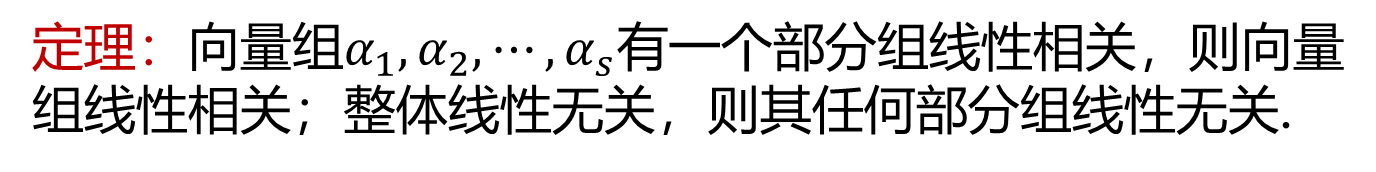 定理：向量组α₁,α₂,⋯,αₛ有一个部分组线性相关，则向量
组线性相关；整体线性无关，则其任何部分组线性无关.